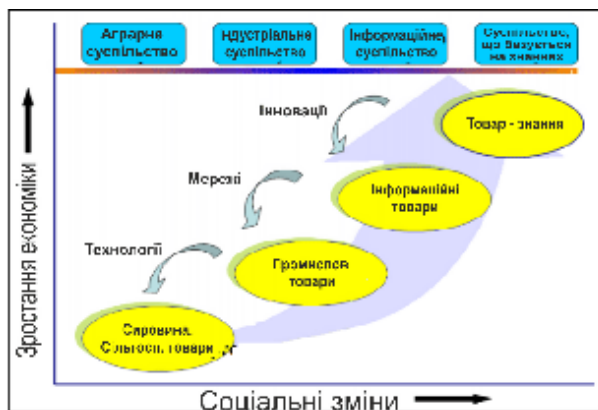 Аграрне
суспільство
ндустріальне
суспільство
Інформаційне,
суспільство
Суспільство,
що базується
на знаннях
Інновації
Товар - знання
Мережі
Інформаційні
товари
Технології
товари
Сировина,
Сільгосп. товари
Зростання економіки
Соціальні зміни